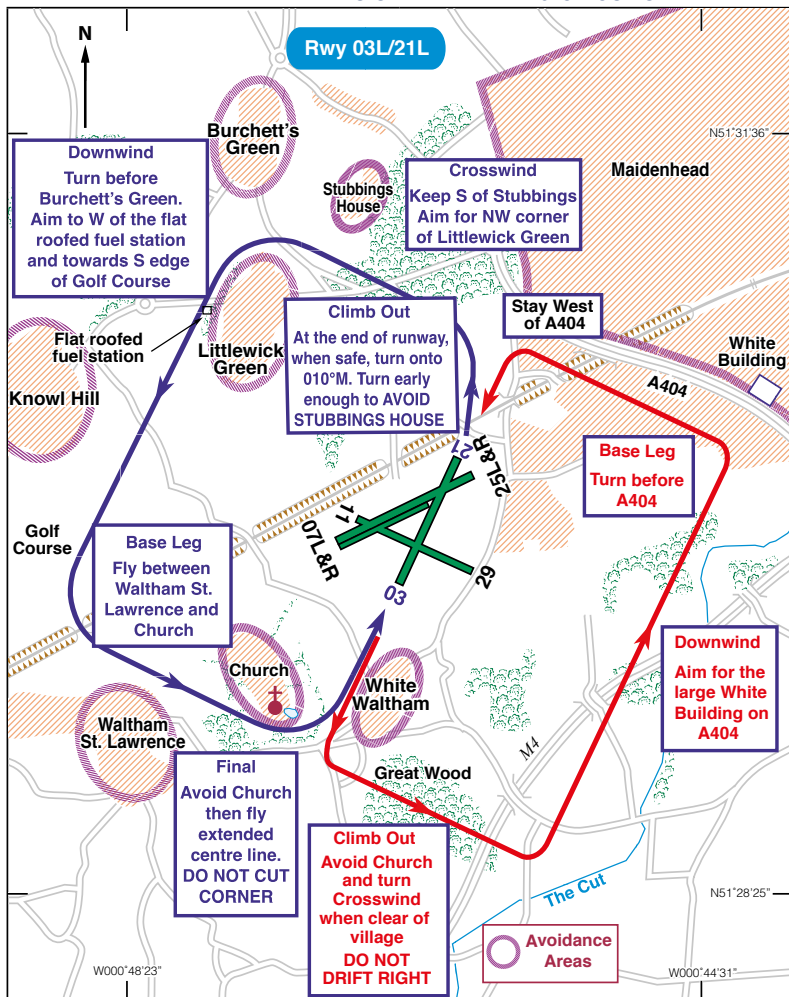 Rwy 03L/21L
N
N51°31'36"
Burchett's
Green
Maidenhead
Downwind
Turn before
Burchett's Green.
Aim to W of the flat
roofed fuel station
and towards S edge
of Golf Course
Stubbings
House
Crosswind
Keep S of Stubbings
Aim for NW corner
of Littlewick Green
Climb Out
At the end of runway,
when safe, turn onto
010°M. Turn early
enough to AVOID
STUBBINGS HOUSE
Stay West
of A404
White
Building
A404
Flat roofed
fuel station
Littlewick
Green
Knowl Hill
21
25L&R
Base Leg
Turn before
A404
11
07L&R
29
03
Golf
Course
Base Leg
Fly between
Waltham St.
Lawrence and
Church
Church
White
Waltham
Downwind
Aim for the
large White
Building on
A404
Waltham
St. Lawrence
M4
Great Wood
Final
Avoid Church
then fly
extended
centre line.
DO NOT CUT
CORNER
Climb Out
Avoid Church
and turn
Crosswind
when clear of
village
DO NOT
DRIFT RIGHT
The Cut
N51°28'25"
Avoidance
Areas
W000°48'23"
W000°44'31"